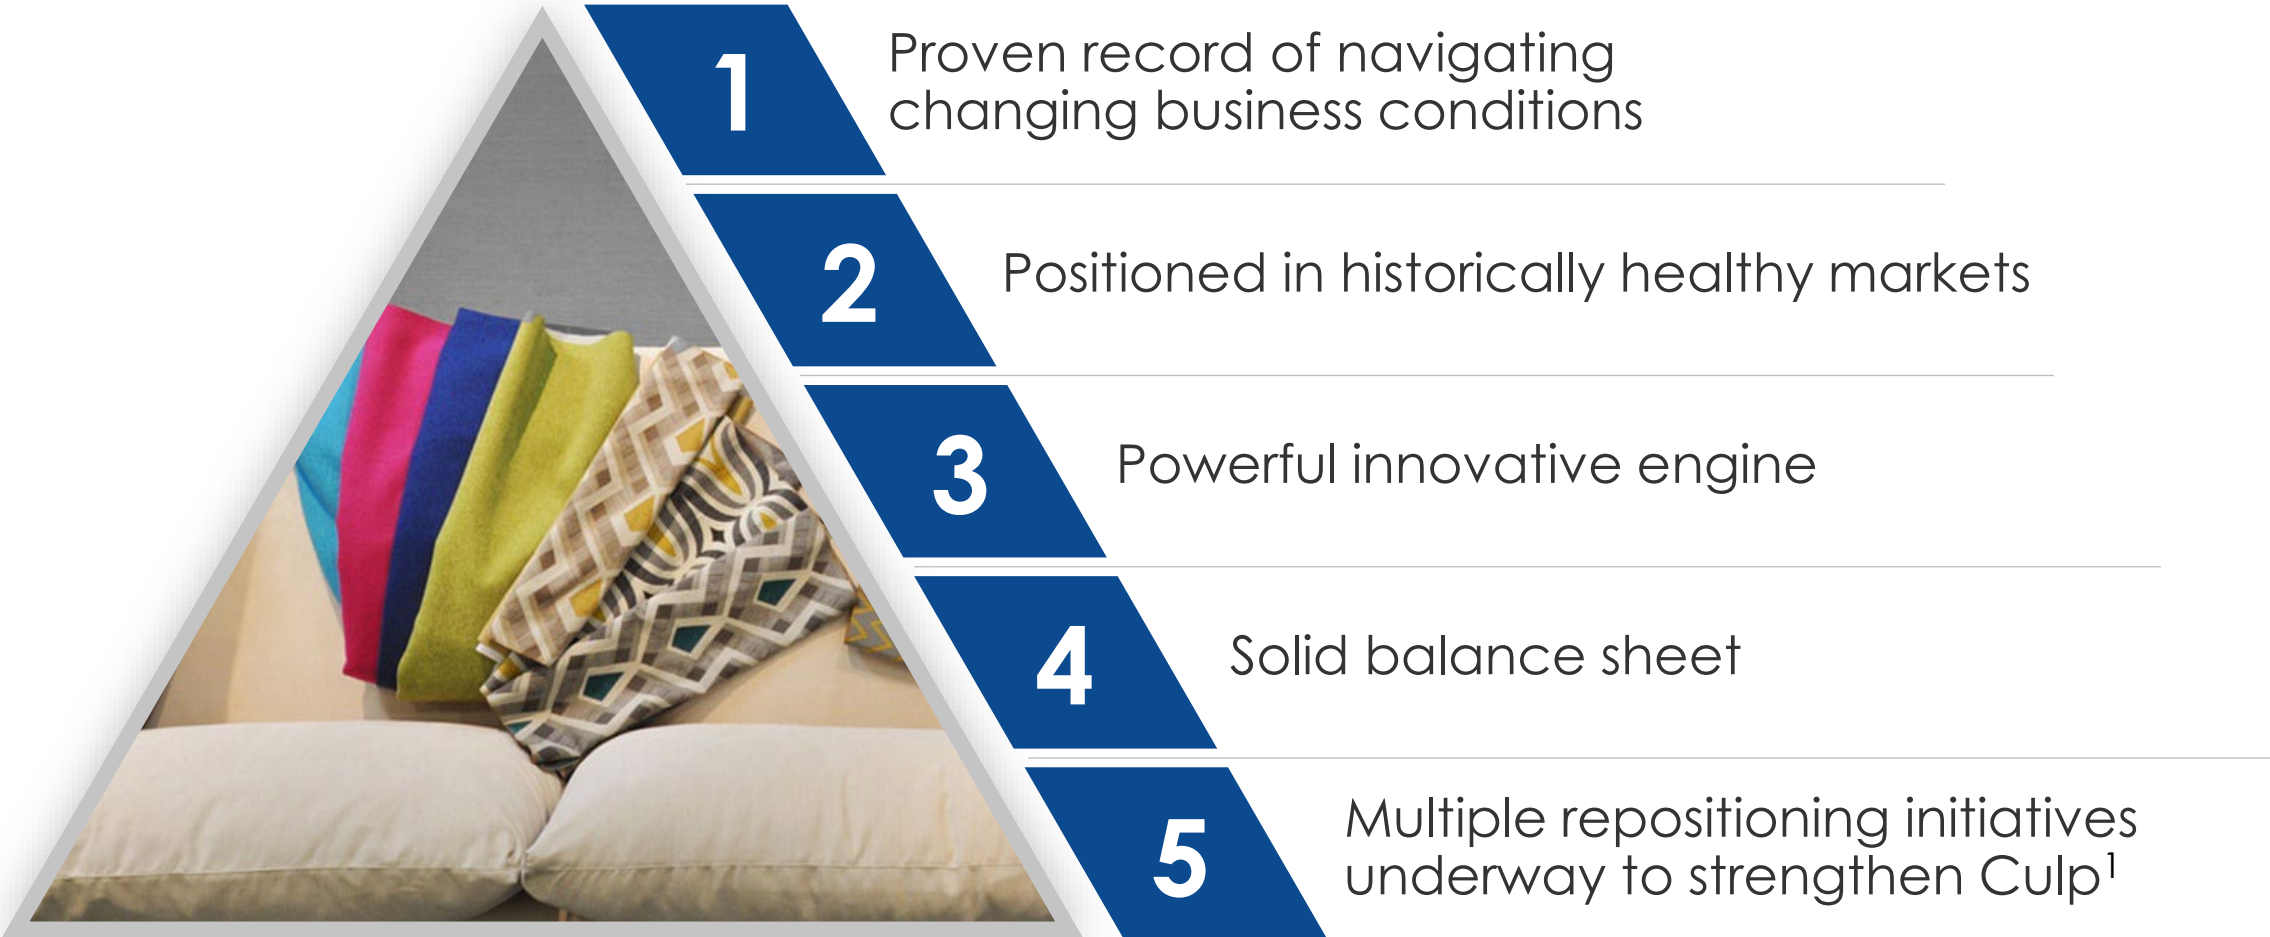 1
Proven record of navigating
changing business conditions
2
Positioned in historically healthy markets
3
Powerful innovative engine
4
Solid balance sheet
5
Multiple repositioning initiatives
underway to strengthen Culp¹